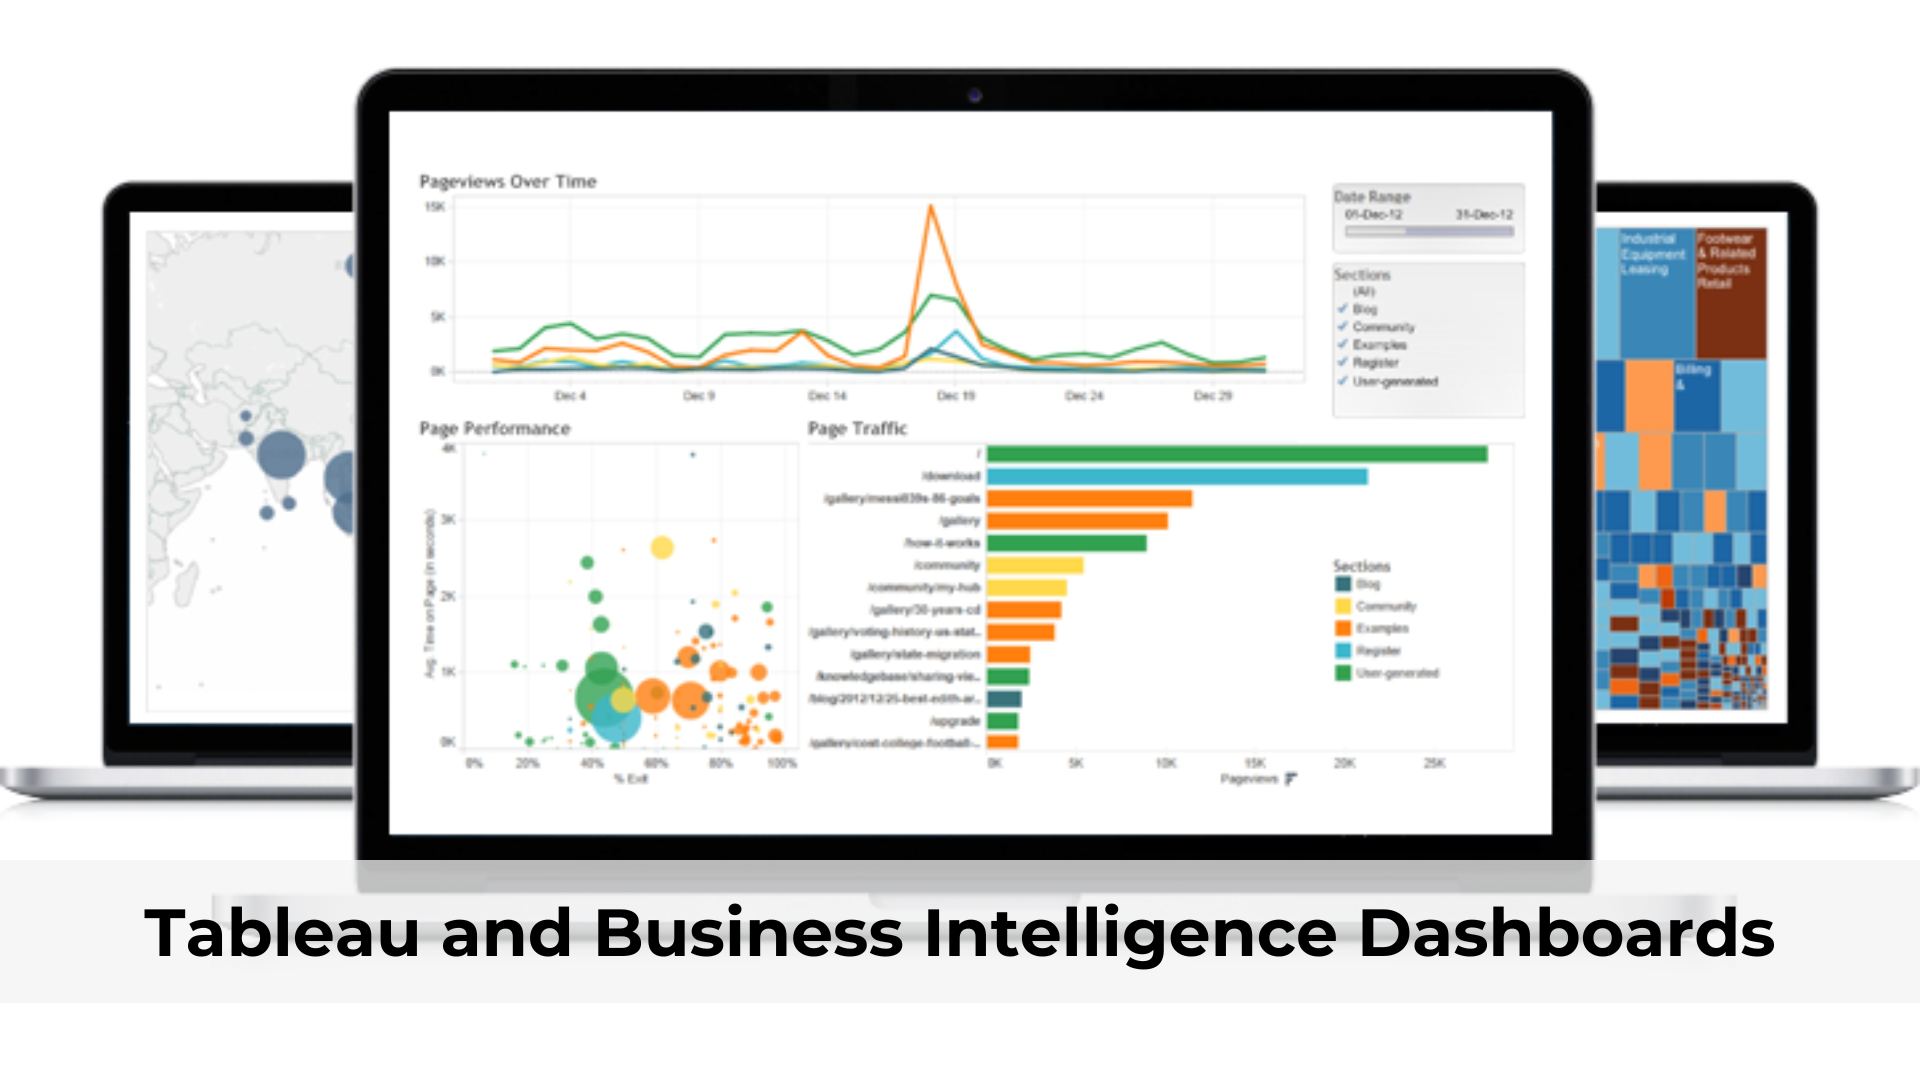 Pageviews Over Time
15K
10K
5K
0K
Dec 4
Dec 9
Dec 14
Dec 19
Dec 24
Dec 29
Date Range
01-Dec-12
31-Dec-12
Sections
(All)
Blog
Community
Examples
Register
User-generated
Page Performance
4K
3K
2K
1K
0K
Avg. Time on Page (in seconds)
0%
20%
40%
60%
80%
100%
% Exit
Page Traffic
/
/download
/gallery/messi039s-86-goals
/gallery
/how-it-works
/community
/community/my-hub
/gallery/30-years-cd
/gallery/voting-history-us-stat..
/gallery/state-migration
/knowledgebase/sharing-vie..
/blog/2012/12/25-best-edith-ar..
/upgrade
/gallery/cost-college-football-..
0K
5K
10K
15K
20K
25K
Pageviews
Sections
Blog
Community
Examples
Register
User-generated
Industrial
Equipment
Leasing
Footwear
& Related
Products
Retail
Billing
&
Tableau and Business Intelligence Dashboards